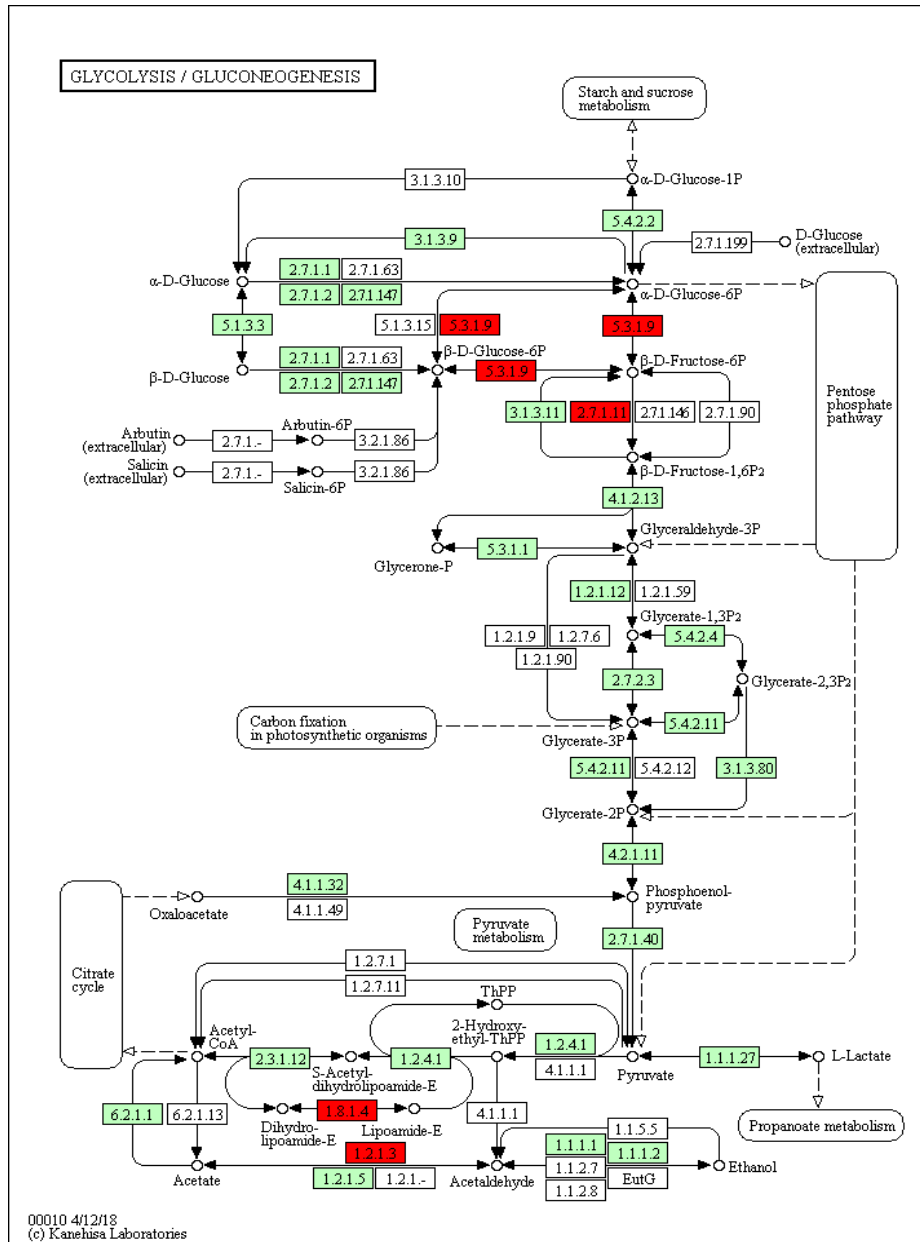 GLYCOLYSIS / GLUCONEOGENESIS
Starch and sucrose
metabolism
3.1.3.10
α-D-Glucose-1P
5.4.2.2
3.1.3.9
2.7.1.199
D-Glucose
(extracellular)
α-D-Glucose
2.7.1.1
2.7.1.63
2.7.1.2
2.7.1.147
α-D-Glucose-6P
5.1.3.3
5.1.3.15
5.3.1.9
5.3.1.9
β-D-Glucose
2.7.1.1
2.7.1.63
2.7.1.2
2.7.1.147
β-D-Glucose-6P
5.3.1.9
β-D-Fructose-6P
Pentose
phosphate
pathway
3.1.3.11
2.7.1.11
2.7.1.146
2.7.1.90
Arbutin
(extracellular)
2.7.1.-
Arbutin-6P
3.2.1.86
Salicin
(extracellular)
2.7.1.-
Salicin-6P
3.2.1.86
β-D-Fructose-1,6P2
4.1.2.13
Glyceraldehyde-3P
Glycerone-P
5.3.1.1
1.2.1.12
1.2.1.59
1.2.1.9
1.2.7.6
1.2.1.90
Glycerate-1,3P2
5.4.2.4
2.7.2.3
Glycerate-2,3P2
Carbon fixation
in photosynthetic organisms
Glycerate-3P
5.4.2.11
5.4.2.11
5.4.2.12
3.1.3.80
Glycerate-2P
4.2.1.11
Oxaloacetate
4.1.1.32
4.1.1.49
Phosphoenol-
pyruvate
Pyruvate
metabolism
2.7.1.40
Citrate
cycle
1.2.7.1
1.2.7.11
ThPP
Acetyl-
CoA
2-Hydroxy-
ethyl-ThPP
2.3.1.12
S-Acetyl-
dihydrolipoamide-E
1.2.4.1
1.2.4.1
4.1.1.1
Pyruvate
1.1.1.27
L-Lactate
6.2.1.1
6.2.1.13
Dihydro-
lipoamide-E
1.8.1.4
Lipoamide-E
4.1.1.1
Propanoate metabolism
Acetate
1.2.1.3
1.2.1.5
1.2.1.-
Acetaldehyde
1.1.1.1
1.1.5.5
1.1.1.2
1.1.2.7
EutG
1.1.2.8
Ethanol
00010 4/12/18
(c) Kanehisa Laboratories